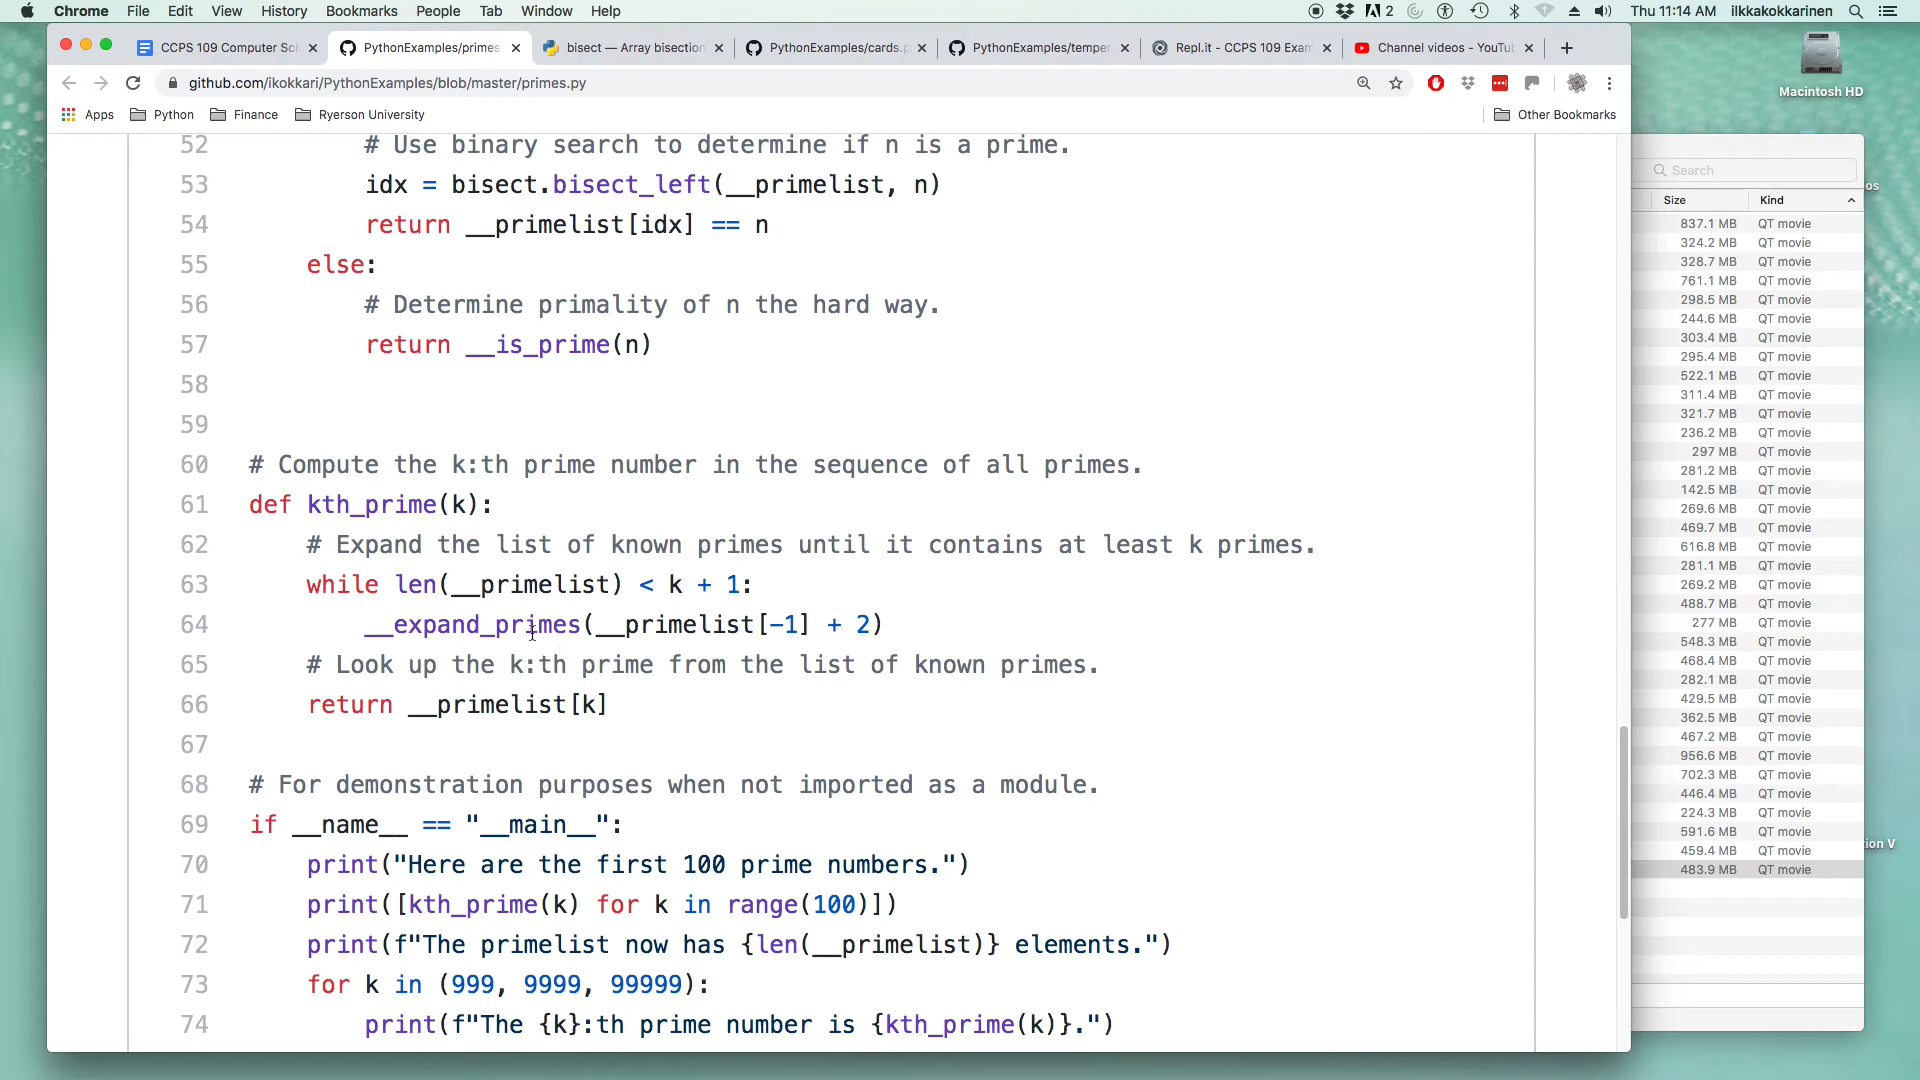 Chrome File Edit View History Bookmarks People Tab Window Help
2 Thu 11:14 AM ilkkakokkarinen
CCPS 109 Computer Sci
PythonExamples/primes
bisect — Array bisection
PythonExamples/cards.p
PythonExamples/temper
Repl.it - CCPS 109 Exam
Channel videos - YouTu
github.com/ikokkari/PythonExamples/blob/master/primes.py
Apps Python Finance Ryerson University Other Bookmarks
52 # Use binary search to determine if n is a prime.
53 idx = bisect.bisect_left(__primelist, n)
54 return __primelist[idx] == n
55 else:
56 # Determine primality of n the hard way.
57 return __is_prime(n)
58
59
60 # Compute the k:th prime number in the sequence of all primes.
61 def kth_prime(k):
62 # Expand the list of known primes until it contains at least k primes.
63 while len(__primelist) < k + 1:
64 __expand_primes(__primelist[-1] + 2)
65 # Look up the k:th prime from the list of known primes.
66 return __primelist[k]
67
68 # For demonstration purposes when not imported as a module.
69 if __name__ == "__main__":
70 print("Here are the first 100 prime numbers.")
71 print([kth_prime(k) for k in range(100)])
72 print(f"The primelist now has {len(__primelist)} elements.")
73 for k in (999, 9999, 99999):
74 print(f"The {k}:th prime number is {kth_prime(k)}.")
Macintosh HD
Search
os
Size Kind
837.1 MB QT movie
324.2 MB QT movie
328.7 MB QT movie
761.1 MB QT movie
298.5 MB QT movie
244.6 MB QT movie
303.4 MB QT movie
295.4 MB QT movie
522.1 MB QT movie
311.4 MB QT movie
321.7 MB QT movie
236.2 MB QT movie
297 MB QT movie
281.2 MB QT movie
142.5 MB QT movie
269.6 MB QT movie
469.7 MB QT movie
616.8 MB QT movie
281.1 MB QT movie
269.2 MB QT movie
488.7 MB QT movie
277 MB QT movie
548.3 MB QT movie
468.4 MB QT movie
282.1 MB QT movie
429.5 MB QT movie
362.5 MB QT movie
467.2 MB QT movie
956.6 MB QT movie
702.3 MB QT movie
446.4 MB QT movie
224.3 MB QT movie
591.6 MB QT movie
459.4 MB QT movie
483.9 MB QT movie
tion V